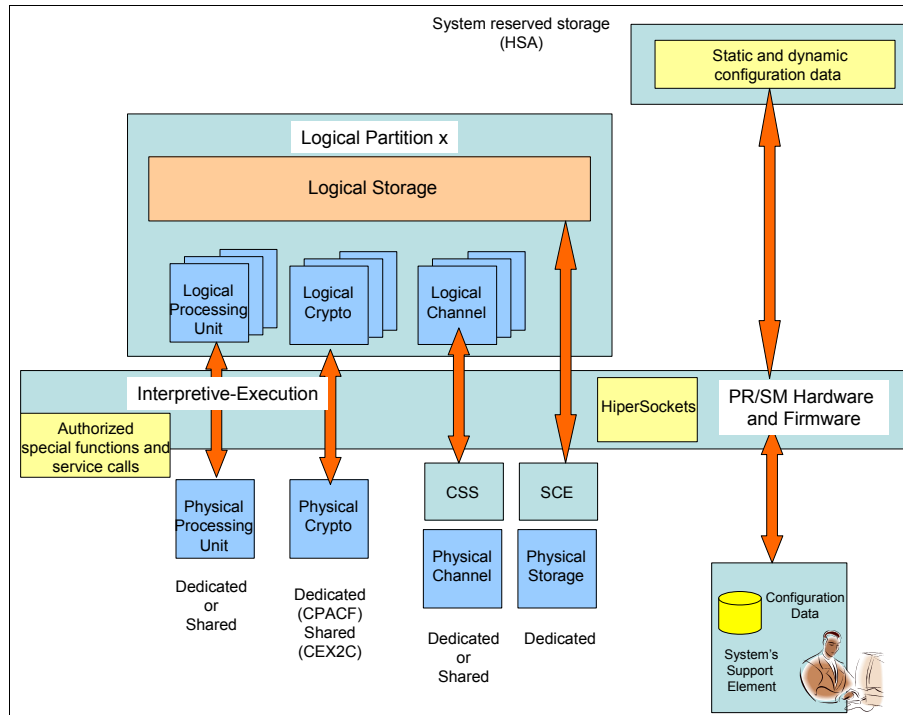 System reserved storage
(HSA)
Static and dynamic
configuration data
Logical Partition x
Logical Storage
Logical
Processing
Unit
Logical
Crypto
Logical
Channel
Interpretive-Execution
HiperSockets
PR/SM Hardware
and Firmware
Authorized
special functions and
service calls
Physical
Processing
Unit
Physical
Crypto
CSS
SCE
Physical
Channel
Physical
Storage
Dedicated
or
Shared
Dedicated
(CPACF)
Shared
(CEX2C)
Dedicated
or
Shared
Dedicated
Configuration
Data
System's
Support
Element